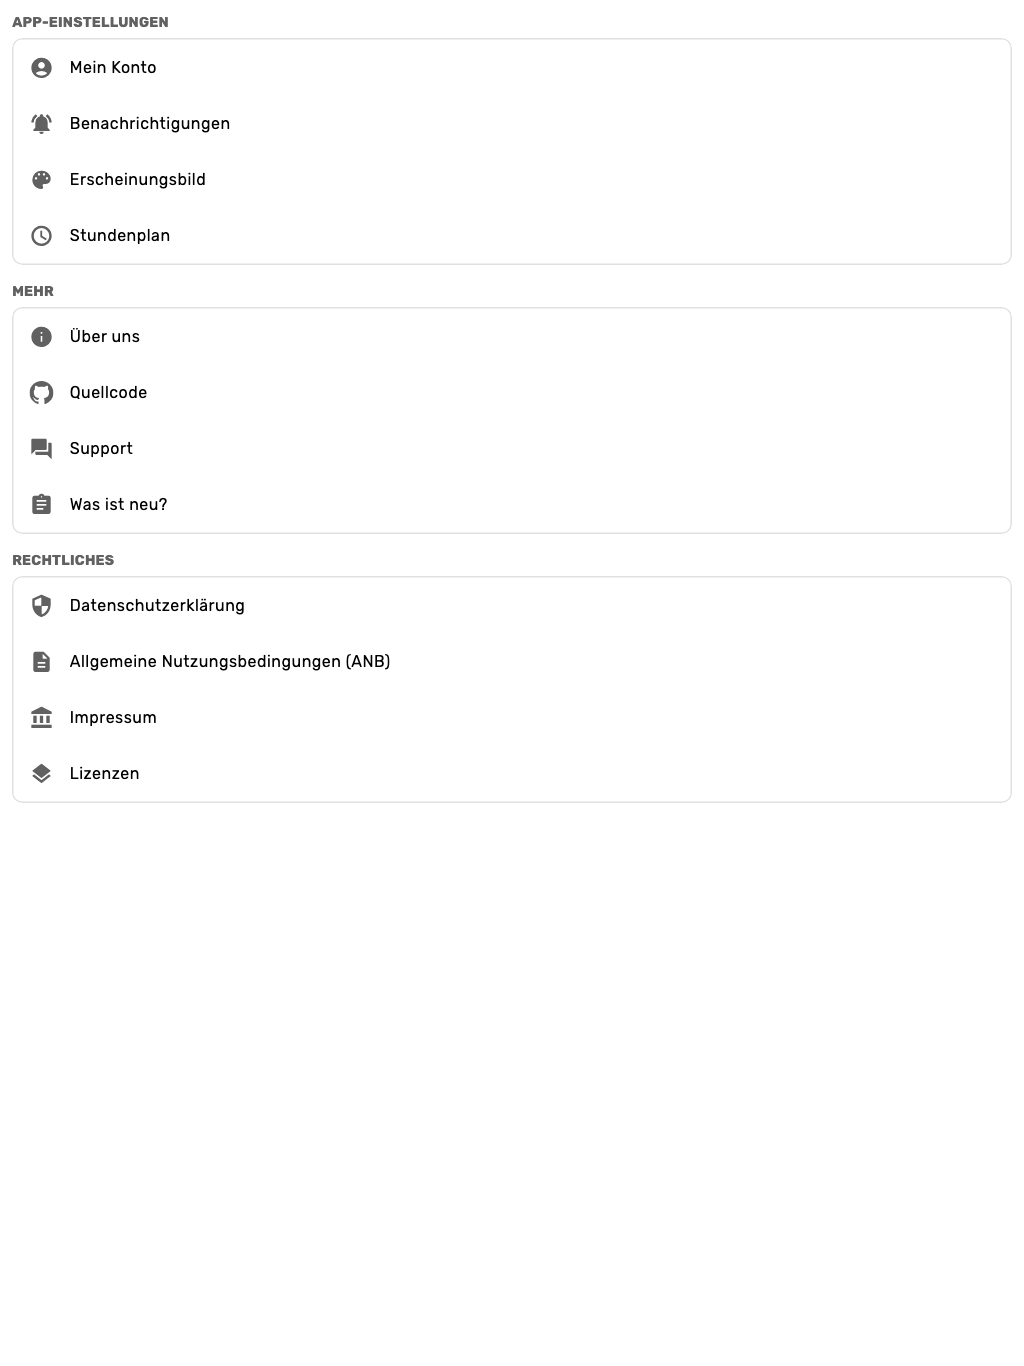 APP-EINSTELLUNGEN
Mein Konto
Benachrichtigungen
Erscheinungsbild
Stundenplan
MEHR
Über uns
Quellcode
Support
Was ist neu?
RECHTLICHES
Datenschutzerklärung
Allgemeine Nutzungsbedingungen (ANB)
Impressum
Lizenzen